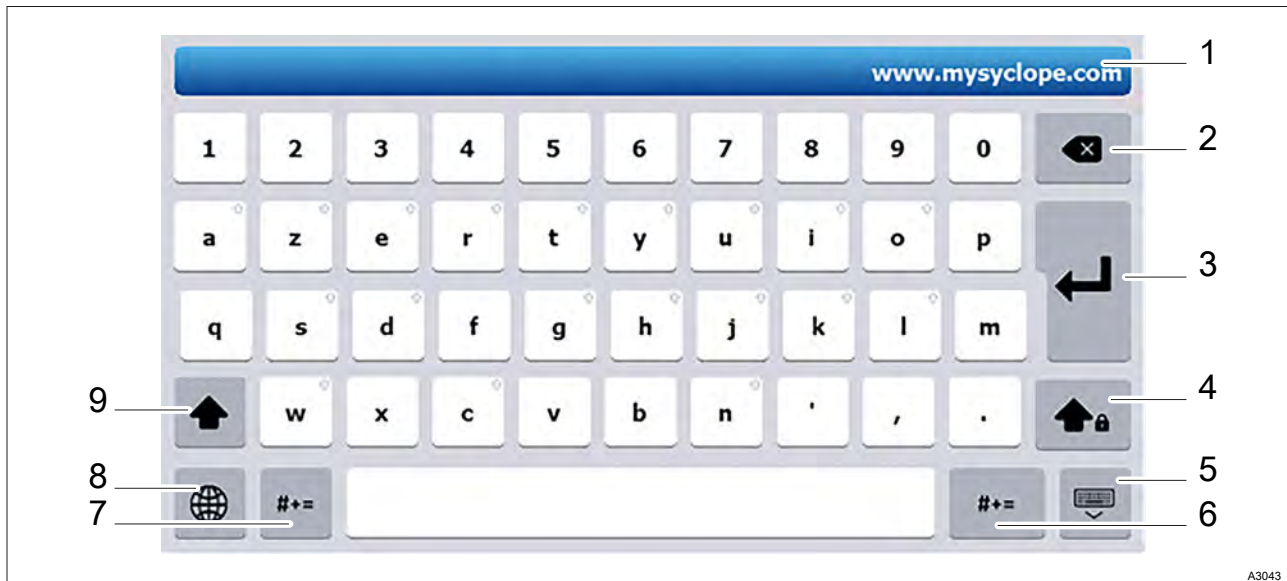 www.mysyclope.com 1
1 2 3 4 5 6 7 8 9 0 2
a z e r t y u i o p
3
q s d f g h j k l m
9 w x c v b n ' , . 4
8 5
7 #+= #+= 6
A3043